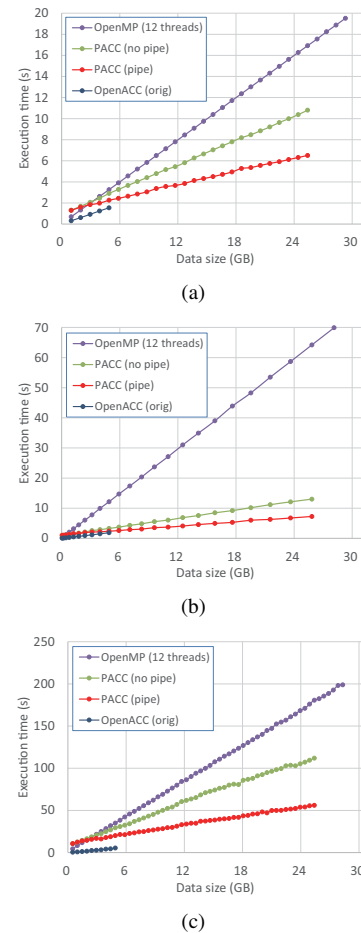 20
18
16
14
12
10
8
6
4
2
0
Execution time (s)
OpenMP (12 threads)
PACC (no pipe)
PACC (pipe)
OpenACC (orig)
0 6 12 18 24 30
Data size (GB)
(a)
70
60
50
40
30
20
10
0
Execution time (s)
OpenMP (12 threads)
PACC (no pipe)
PACC (pipe)
OpenACC (orig)
0 6 12 18 24 30
Data size (GB)
(b)
250
200
150
100
50
0
Execution time (s)
OpenMP (12 threads)
PACC (no pipe)
PACC (pipe)
OpenACC (orig)
0 6 12 18 24 30
Data size (GB)
(c)